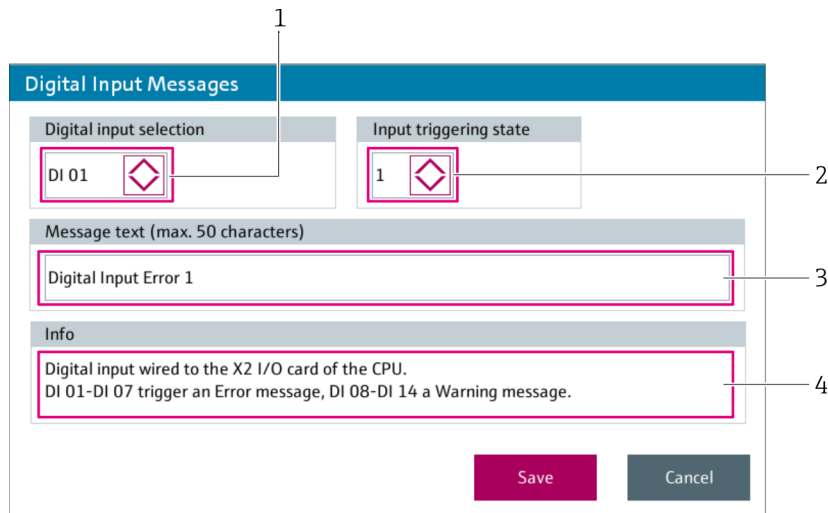 1
Digital Input Messages
Digital input selection
Input triggering state
DI 01
1
2
Message text (max. 50 characters)
Digital Input Error 1
3
Info
Digital input wired to the X2 I/O card of the CPU.
DI 01-DI 07 trigger an Error message, DI 08-DI 14 a Warning message.
4
Save
Cancel